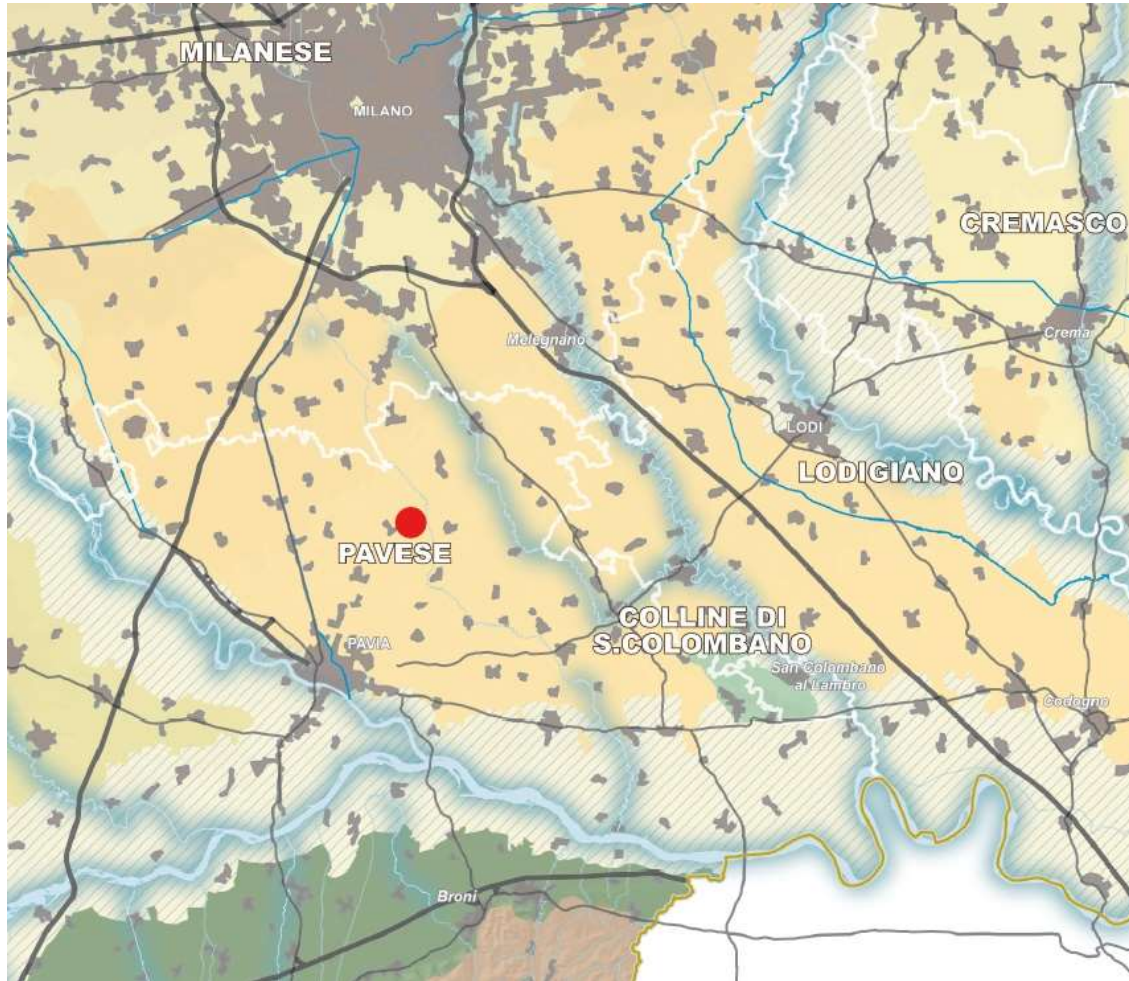 MILANESE
MILANO
CREMASCO
Crema
Melegnano
LODI
LODIGIANO
PAVESE
COLLINE DI
S.COLOMBANO
PAVIA
San Colombano
al Lambro
Codogno
Broni